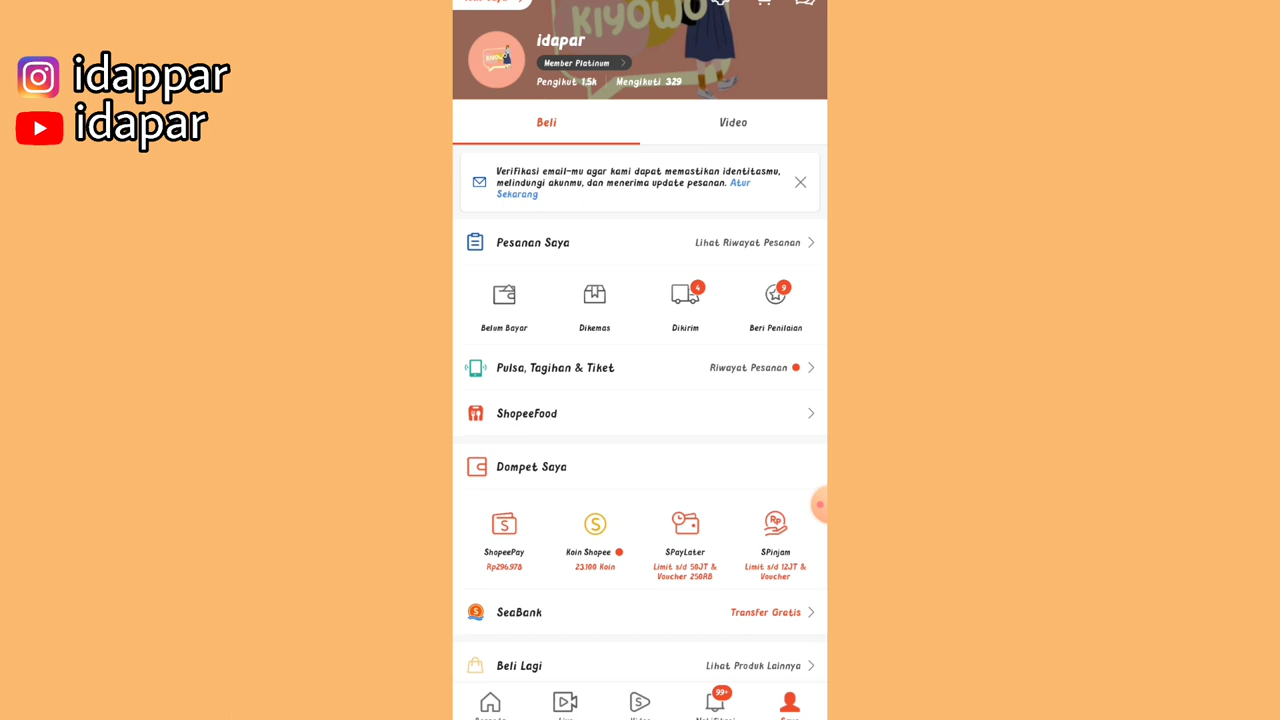 idappar
idapar
KIYOWO
idapar
Member Platinum
Pengikut 1,5k Mengikuti 329
Beli Video
Verifikasi email-mu agar kami dapat memastikan identitasmu,
melindungi akunmu, dan menerima update pesanan. Atur
Sekarang
Pesanan Saya Lihat Riwayat Pesanan
4 9
Belum Bayar Dikemas Dikirim Beri Penilaian
Pulsa, Tagihan & Tiket Riwayat Pesanan
ShopeeFood
Dompet Saya
ShopeePay Koin Shopee SPayLater SPinjam
Rp296.978 23.100 Koin Limit s/d 50JT & Limit s/d 12JT &
Voucher 250RB Voucher
SeaBank Transfer Gratis
Beli Lagi Lihat Produk Lainnya
99+